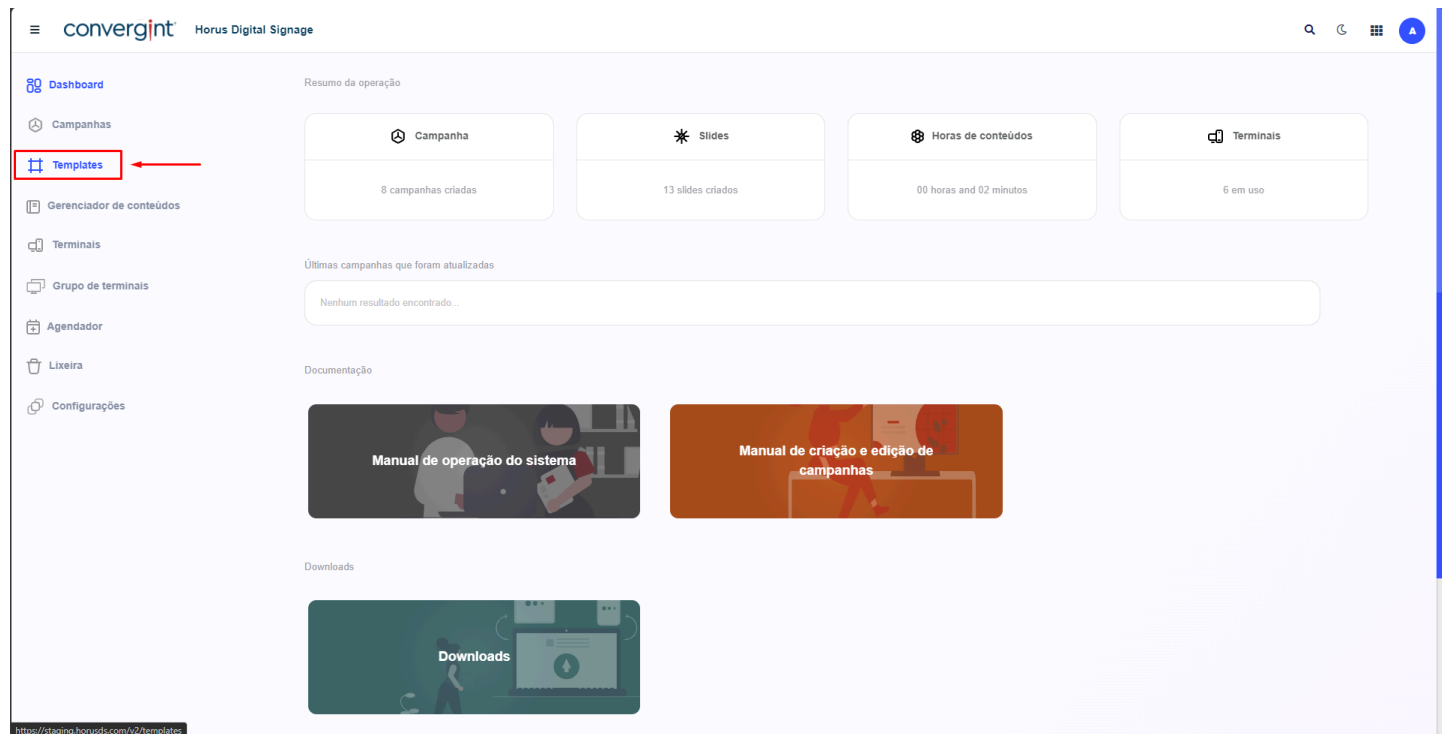 convergint Horus Digital Signage
A
Dashboard
Campanhas
Templates
Gerenciador de conteúdos
Terminais
Grupo de terminais
Agendador
Lixeira
Configurações
Resumo da operação
Campanha
8 campanhas criadas
Slides
13 slides criados
Horas de conteúdos
00 horas and 02 minutos
Terminais
6 em uso
Últimas campanhas que foram atualizadas
Nenhum resultado encontrado...
Documentação
Manual de operação do sistema
Manual de criação e edição de
campanhas
Downloads
Downloads
https://staging.horusds.com/v2/templates